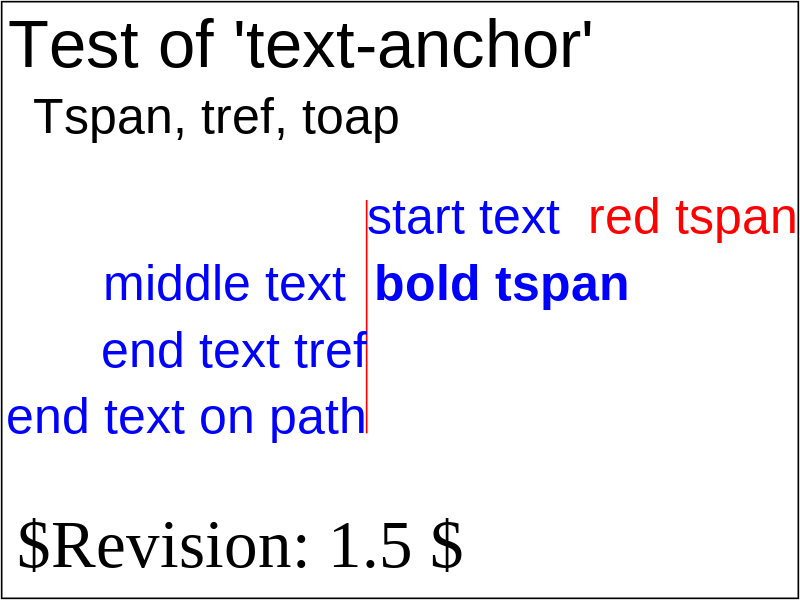 Test of 'text-anchor'
Tspan, tref, toap
start text  red tspan
middle text  bold tspan
end text tref
end text on path
$Revision: 1.5 $